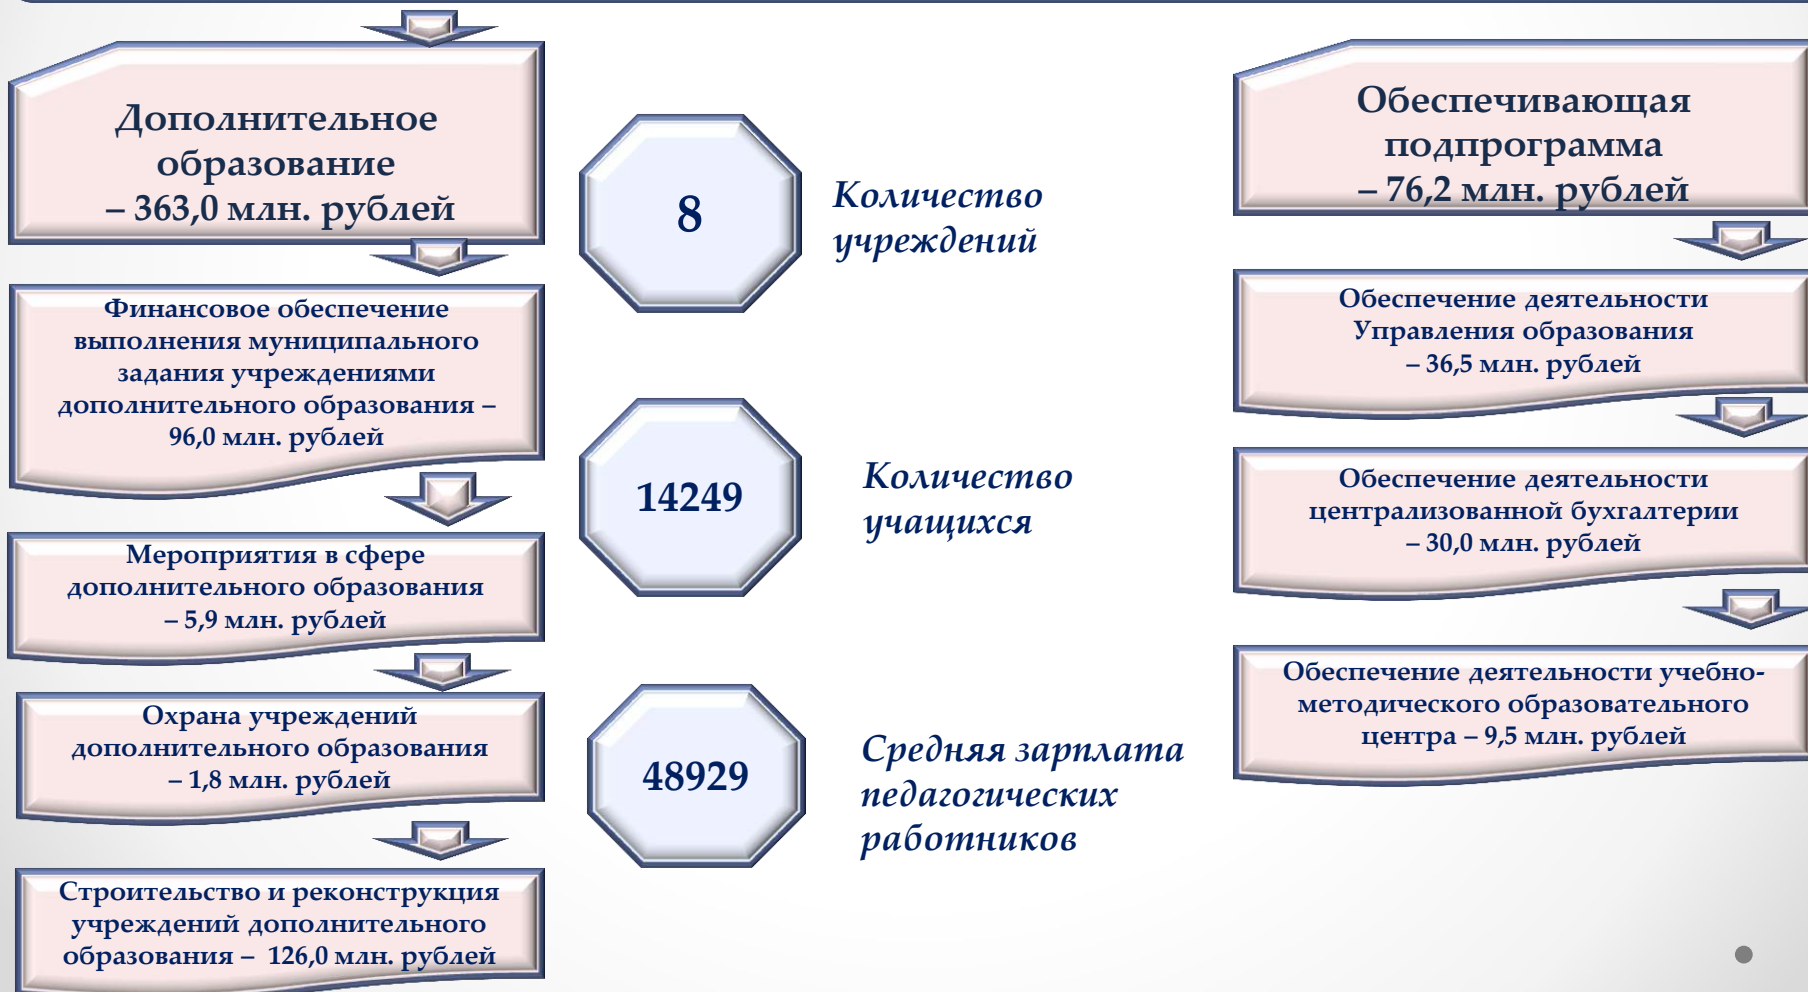 Дополнительное
образование
– 363,0 млн. рублей
Финансовое обеспечение
выполнения муниципального
задания учреждениями
дополнительного образования –
96,0 млн. рублей
Мероприятия в сфере
дополнительного образования
– 5,9 млн. рублей
Охрана учреждений
дополнительного образования
– 1,8 млн. рублей
Строительство и реконструкция
учреждений дополнительного
образования – 126,0 млн. рублей
8
Количество
учреждений
14249
Количество
учащихся
48929
Средняя зарплата
педагогических
работников
Обеспечивающая
подпрограмма
– 76,2 млн. рублей
Обеспечение деятельности
Управления образования
– 36,5 млн. рублей
Обеспечение деятельности
централизованной бухгалтерии
– 30,0 млн. рублей
Обеспечение деятельности учебно-
методического образовательного
центра – 9,5 млн. рублей